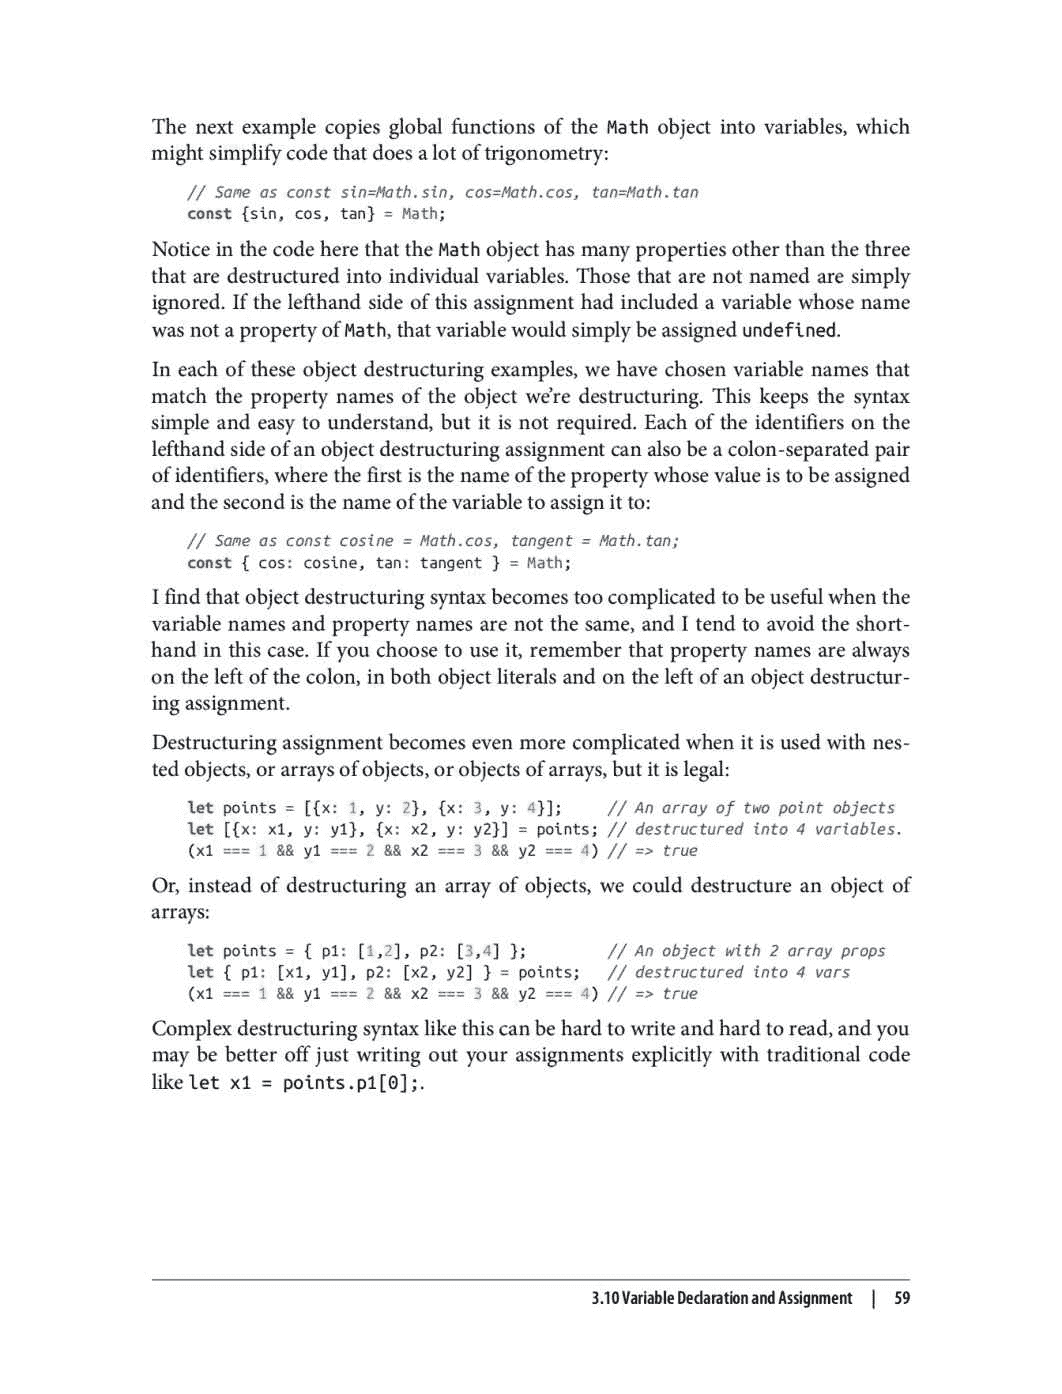 The next example copies global functions of the Math object into variables, which
might simplify code that does a lot of trigonometry:
// Same as const sin=Math.sin, cos=Math.cos, tan=Math.tan
const {sin, cos, tan} = Math;
Notice in the code here that the Math object has many properties other than the three
that are destructured into individual variables. Those that are not named are simply
ignored. If the lefthand side of this assignment had included a variable whose name
was not a property of Math, that variable would simply be assigned undefined.
In each of these object destructuring examples, we have chosen variable names that
match the property names of the object we’re destructuring. This keeps the syntax
simple and easy to understand, but it is not required. Each of the identifiers on the
lefthand side of an object destructuring assignment can also be a colon-separated pair
of identifiers, where the first is the name of the property whose value is to be assigned
and the second is the name of the variable to assign it to:
// Same as const cosine = Math.cos, tangent = Math.tan;
const { cos: cosine, tan: tangent } = Math;
I find that object destructuring syntax becomes too complicated to be useful when the
variable names and property names are not the same, and I tend to avoid the short-
hand in this case. If you choose to use it, remember that property names are always
on the left of the colon, in both object literals and on the left of an object destructur-
ing assignment.
Destructuring assignment becomes even more complicated when it is used with nes-
ted objects, or arrays of objects, or objects of arrays, but it is legal:
let points = [{x: 1, y: 2}, {x: 3, y: 4}];     // An array of two point objects
let [{x: x1, y: y1}, {x: x2, y: y2}] = points; // destructured into 4 variables.
(x1 === 1 && y1 === 2 && x2 === 3 && y2 === 4) // => true
Or, instead of destructuring an array of objects, we could destructure an object of
arrays:
let points = { p1: [1,2], p2: [3,4] };         // An object with 2 array props
let { p1: [x1, y1], p2: [x2, y2] } = points;   // destructured into 4 vars
(x1 === 1 && y1 === 2 && x2 === 3 && y2 === 4) // => true
Complex destructuring syntax like this can be hard to write and hard to read, and you
may be better off just writing out your assignments explicitly with traditional code
like let x1 = points.p1[0];.
3.10 Variable Declaration and Assignment | 59